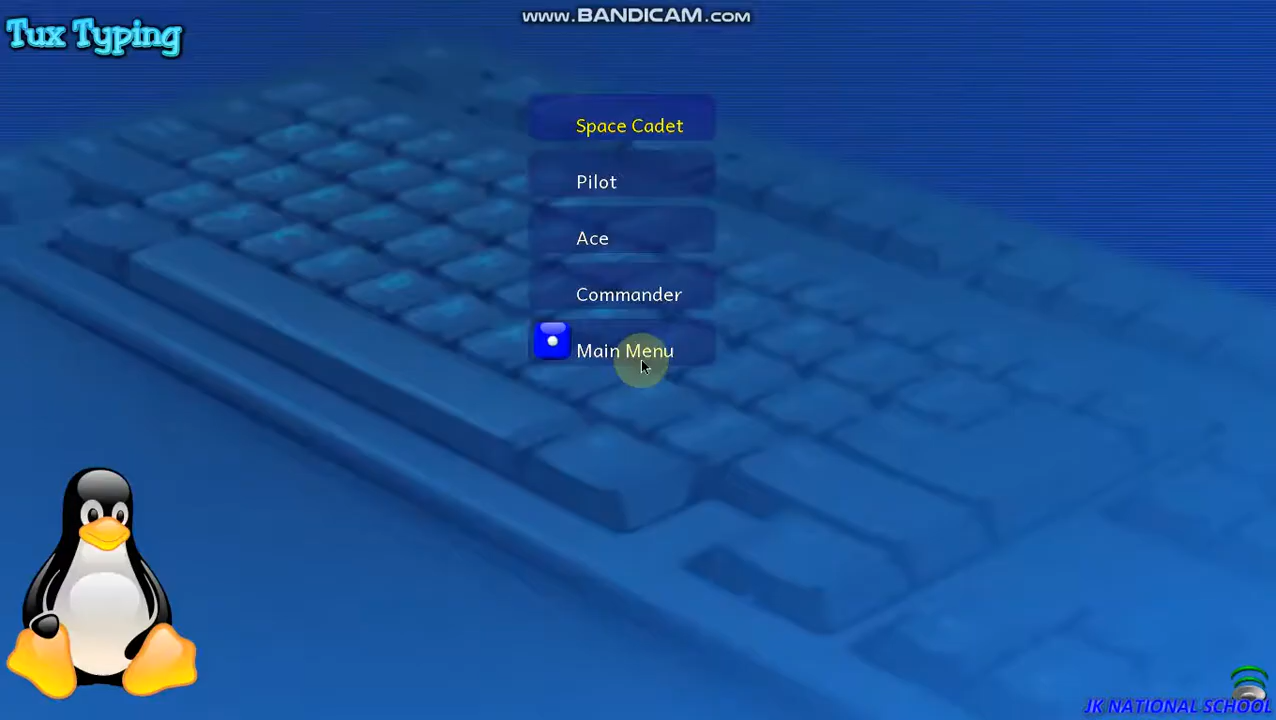 Tux Typing
www.BANDICAM.com
Space Cadet
Pilot
Ace
Commander
Main Menu
JK NATIONAL SCHOOL